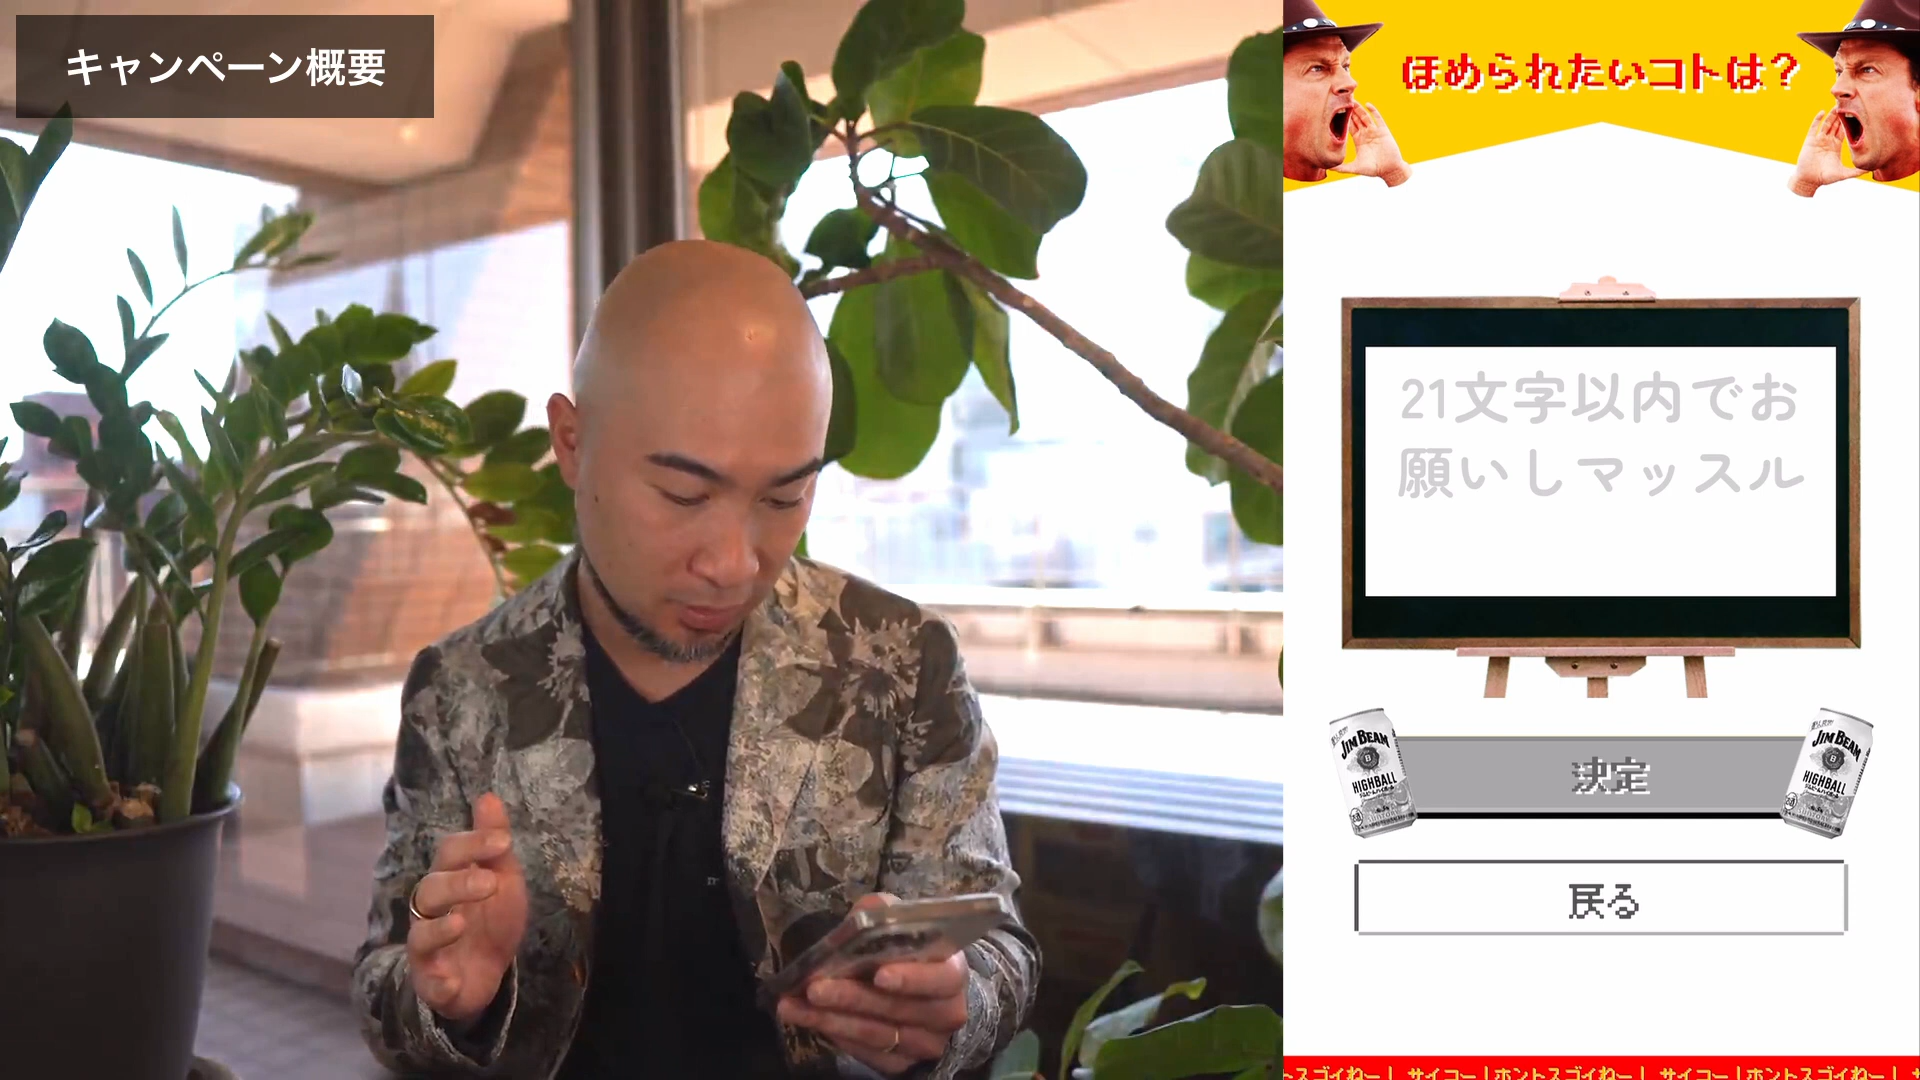 キャンペーン概要
ほめられたいコトは?
21文字以内でお
願いしマッスル
JIM BEAM
HIGHBALL
JIM BEAM
HIGHBALL
決定
戻る
トスゴイねー! サイコー!ホントスゴイねー! サイコー!ホントスゴイねー! サ